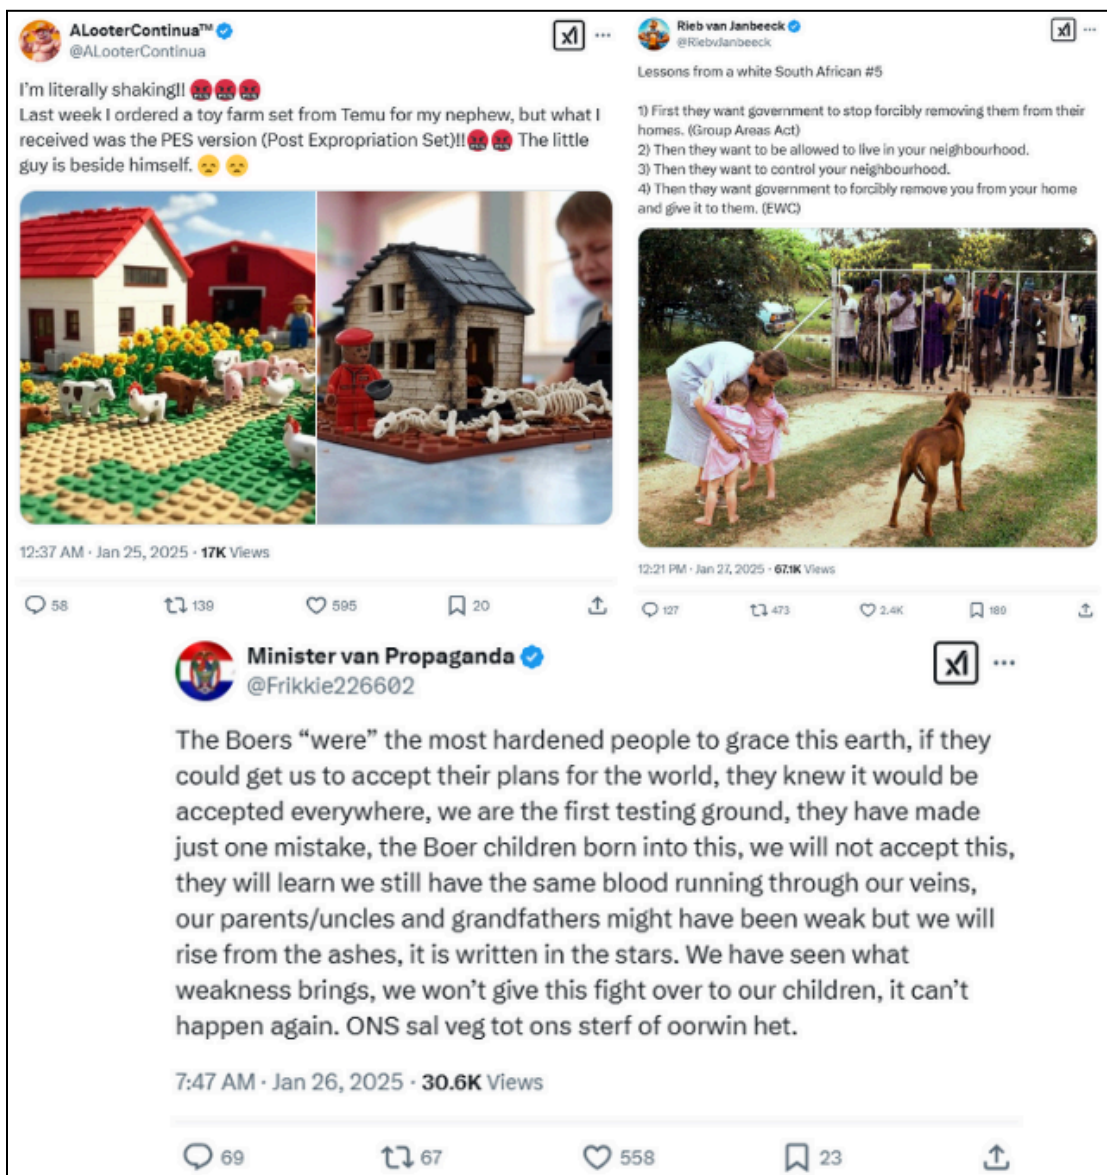 ALooterContinua™
@ALooterContinua
I'm literally shaking!! 🤬🤬🤬
Last week I ordered a toy farm set from Temu for my nephew, but what I
received was the PES version (Post Expropriation Set)!!🤬🤬 The little
guy is beside himself. 😞 😞
12:37 AM · Jan 25, 2025 · 17K Views
58 139 595 20
Rieb van Janbeeck
@RiebvJanbeeck
Lessons from a white South African #5
1) First they want government to stop forcibly removing them from their
homes. (Group Areas Act)
2) Then they want to be allowed to live in your neighbourhood.
3) Then they want to control your neighbourhood.
4) Then they want government to forcibly remove you from your home
and give it to them. (EWC)
12:21 PM · Jan 27, 2025 · 67.1K Views
127 473 2.4K 189
Minister van Propaganda
@Frikkie226602
The Boers “were” the most hardened people to grace this earth, if they
could get us to accept their plans for the world, they knew it would be
accepted everywhere, we are the first testing ground, they have made
just one mistake, the Boer children born into this, we will not accept this,
they will learn we still have the same blood running through our veins,
our parents/uncles and grandfathers might have been weak but we will
rise from the ashes, it is written in the stars. We have seen what
weakness brings, we won't give this fight over to our children, it can't
happen again. ONS sal veg tot ons sterf of oorwin het.
7:47 AM · Jan 26, 2025 · 30.6K Views
69 67 558 23